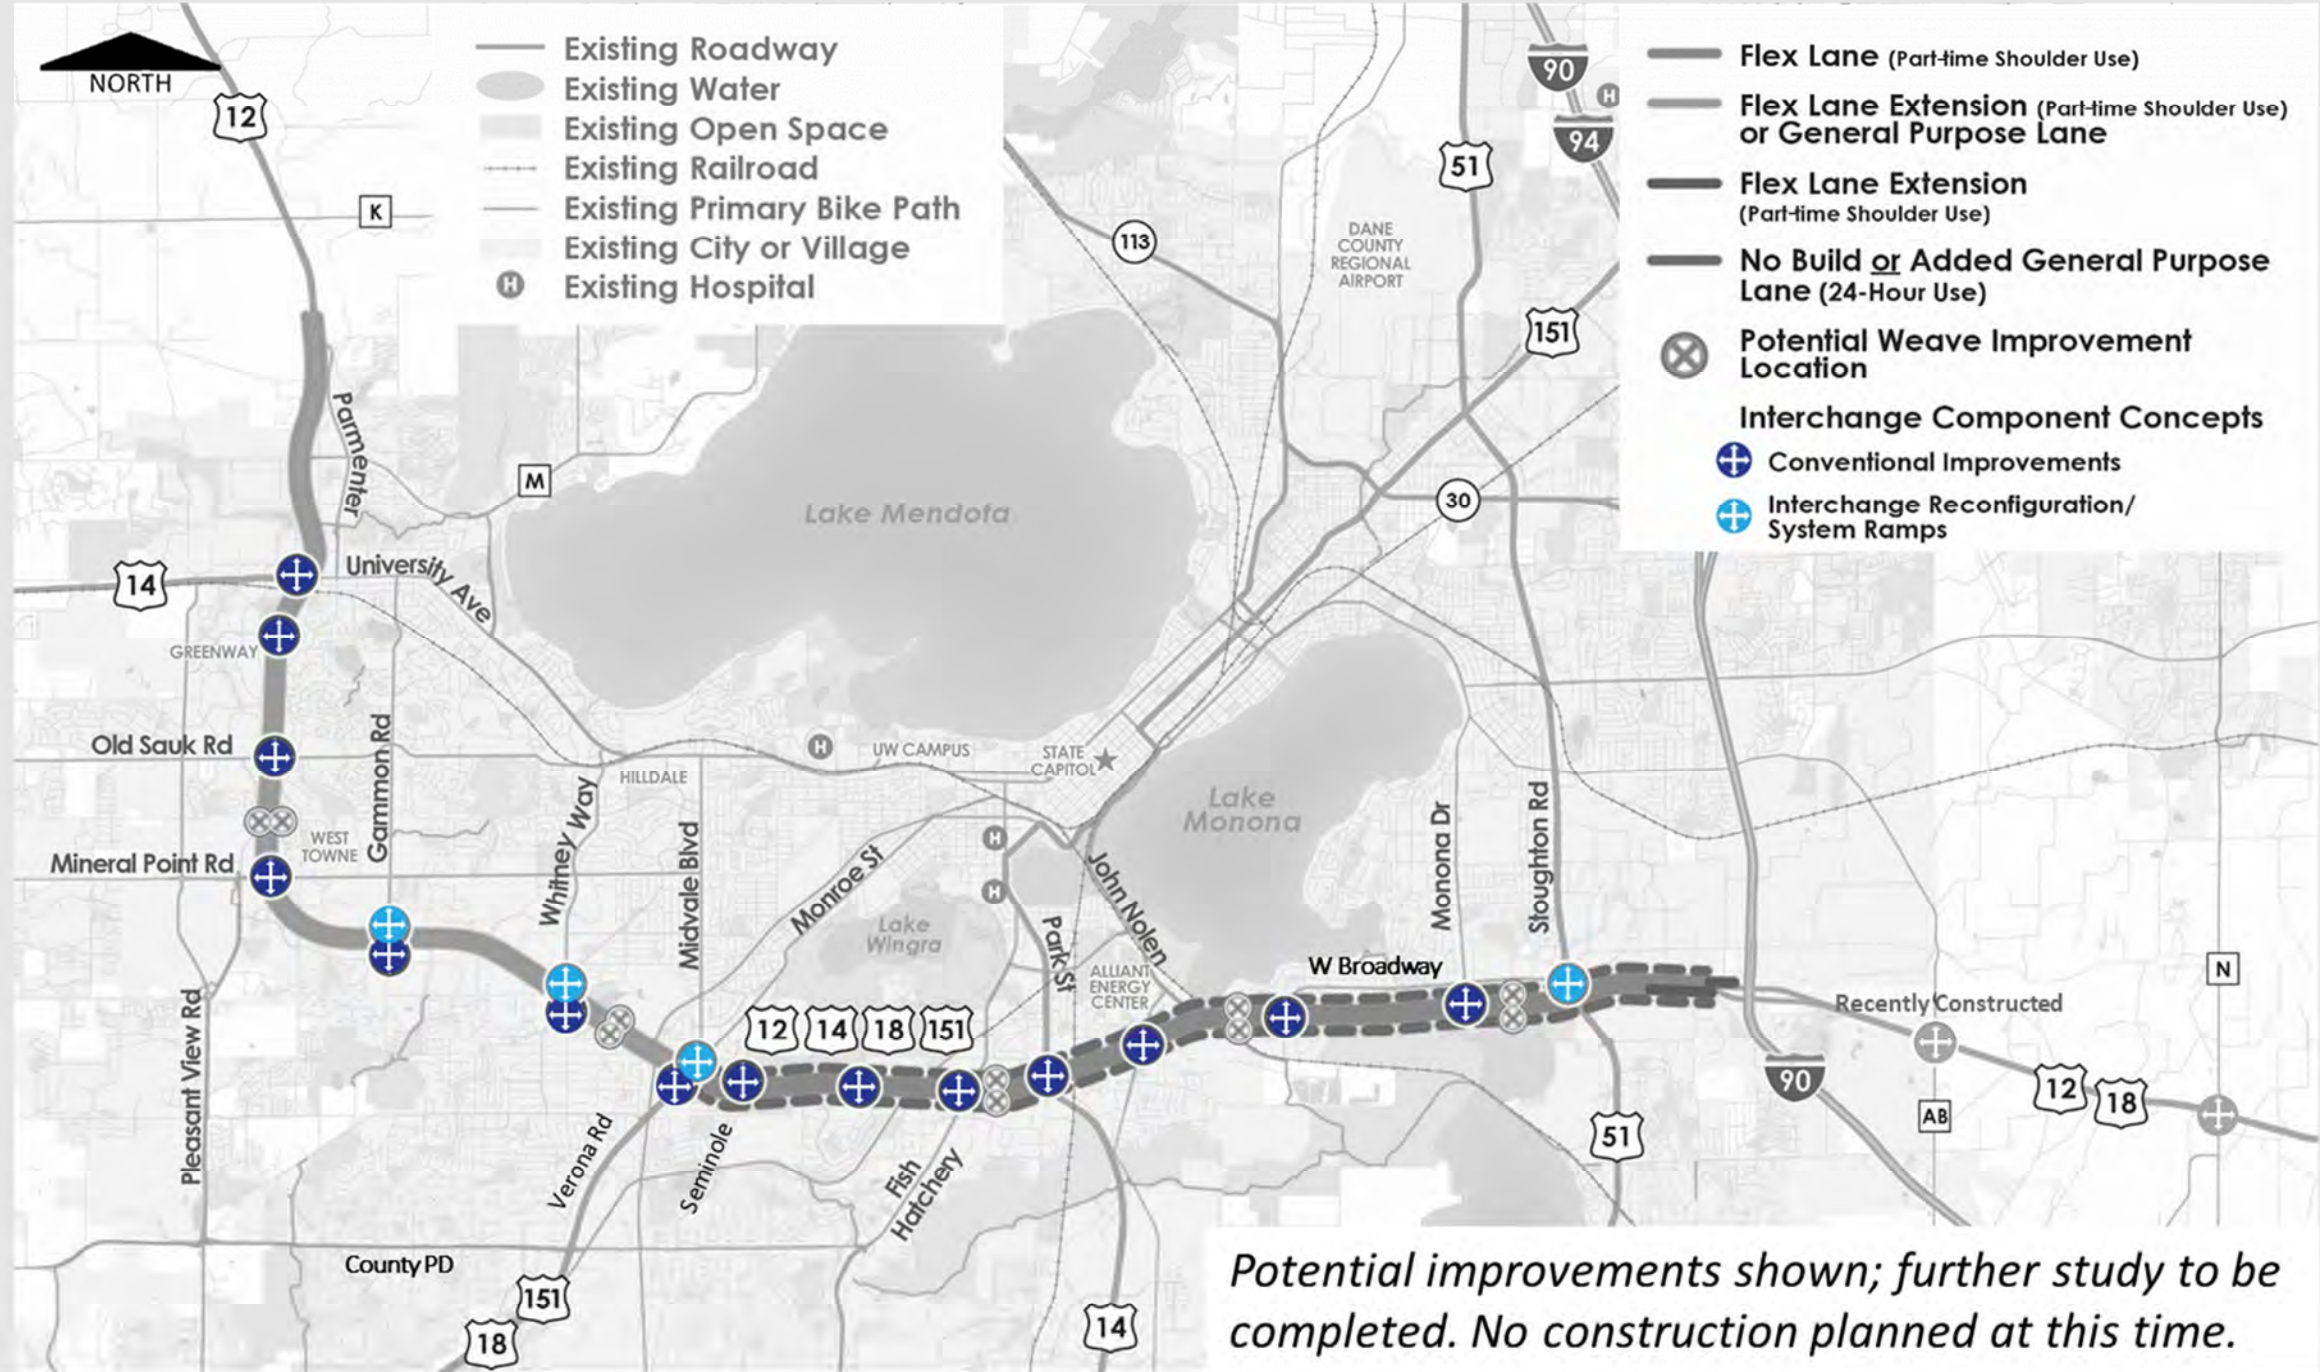 NORTH
Existing Roadway
Existing Water
Existing Open Space
Existing Railroad
Existing Primary Bike Path
Existing City or Village
H
Existing Hospital
Flex Lane (Part-time Shoulder Use)
Flex Lane Extension (Part-time Shoulder Use)
or General Purpose Lane
Flex Lane Extension
(Part-time Shoulder Use)
No Build or Added General Purpose
Lane (24-Hour Use)
Potential Weave Improvement
Location
Interchange Component Concepts
Conventional Improvements
Interchange Reconfiguration/
System Ramps
12
K
90
H
94
51
113
DANE
COUNTY
REGIONAL
AIRPORT
151
Parmenter
M
30
Lake Mendota
14
University Ave
GREENWAY
Old Sauk Rd
Gammon Rd
H
UW CAMPUS
STATE
CAPITOL
HILLDALE
Whitney Way
Midvale Blvd
WEST
TOWNE
Mineral Point Rd
Lake
Monona
H
H
Monroe St
John Nolen
Monona Dr
Stoughton Rd
Lake
Wingra
Park St
ALLIANT
ENERGY
CENTER
W Broadway
N
Recently Constructed
Pleasant View Rd
12
14
18
151
90
12
18
AB
51
Verona Rd
Seminole
Fish
Hatchery
County PD
151
18
14
Potential improvements shown; further study to be
completed. No construction planned at this time.